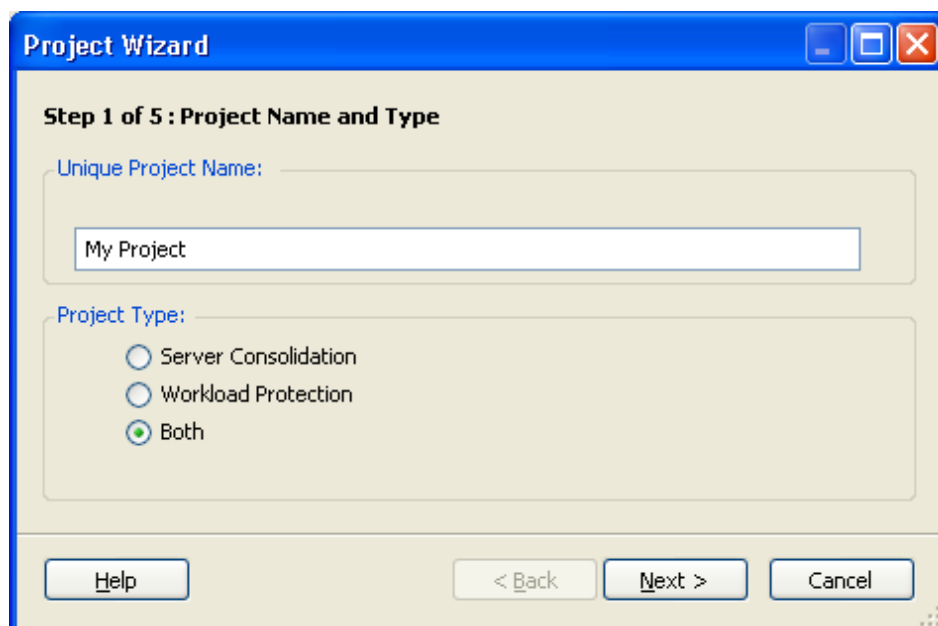 Project Wizard
Step 1 of 5 : Project Name and Type
Unique Project Name:
My Project
Project Type:
Server Consolidation
Workload Protection
Both
Help
< Back
Next >
Cancel